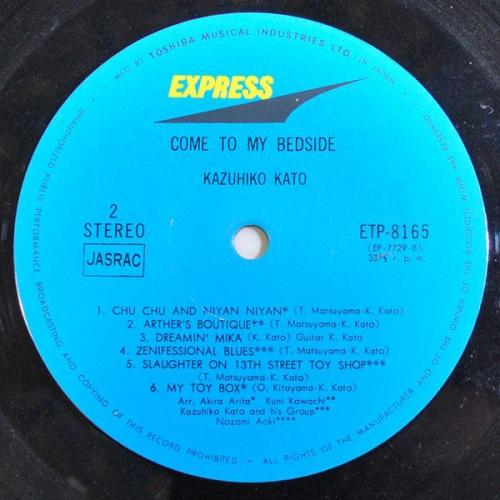 MFD BY TOSHIBA MUSICAL INDUSTRIES LTD. IN JAPAN
EXPRESS
COME TO MY BEDSIDE
KAZUHIKO KATO
2
STEREO
JASRAC
ETP-8165
(EP-7729-B)
33⅓ r. p. m.
1. CHU CHU AND NIYAN NIYAN* (T. Matsuyama-K. Kato)
2. ARTHER'S BOUTIQUE** (T. Matsuyama-K. Kato)
3. DREAMIN' MIKA (K. Kato) Guitar K. Kato
4. ZENIFESSIONAL BLUES*** (T. Matsuyama-K. Kato)
5. SLAUGHTER ON 13TH STREET TOY SHOP***
(T. Matsuyama-K. Kato)
6. MY TOY BOX* (O. Kitayama-K. Kato)
Arr. Akira Arita* Kuni Kawachi**
Kazuhiko Kato and his Group***
Nozomi Aoki****
ALL RIGHTS OF THE MANUFACTURER AND OF THE OWNER OF THE RECORDED WORK ARE RESERVED
UNAUTHORIZED PUBLIC PERFORMANCE BROADCASTING AND COPYING OF THIS RECORD PROHIBITED